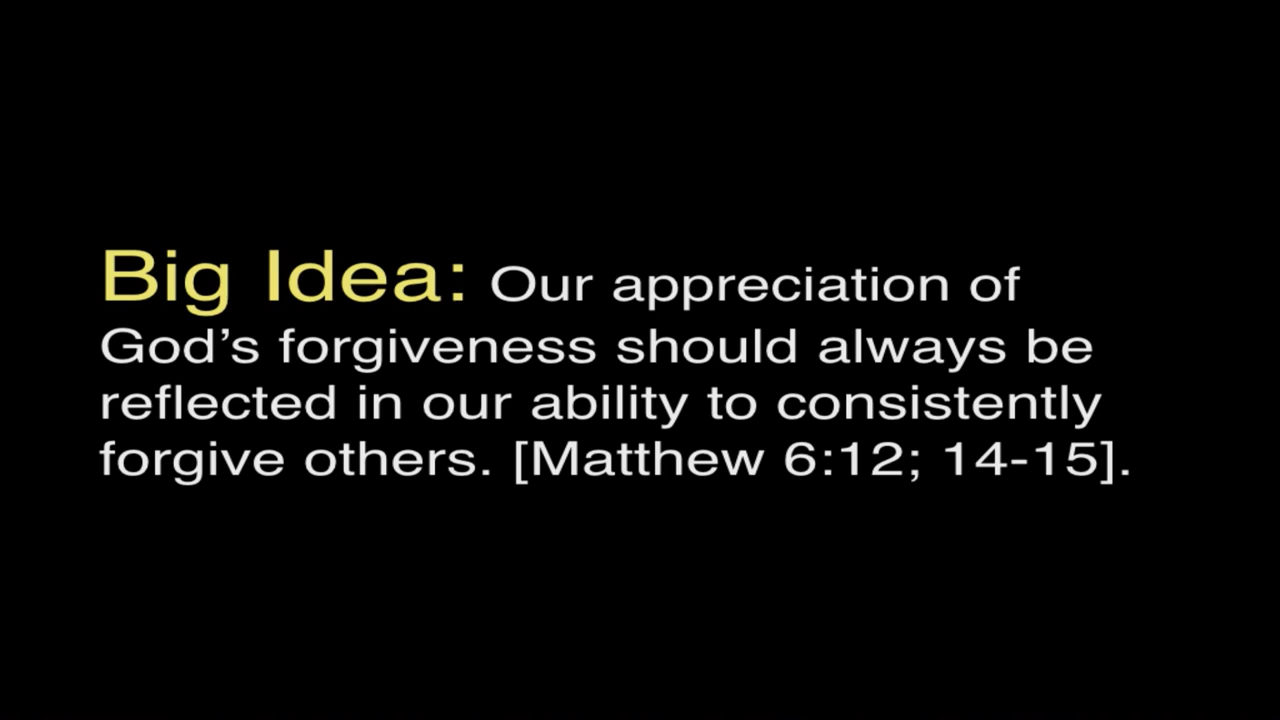 Big Idea: Our appreciation of
God’s forgiveness should always be
reflected in our ability to consistently
forgive others. [Matthew 6:12; 14-15].